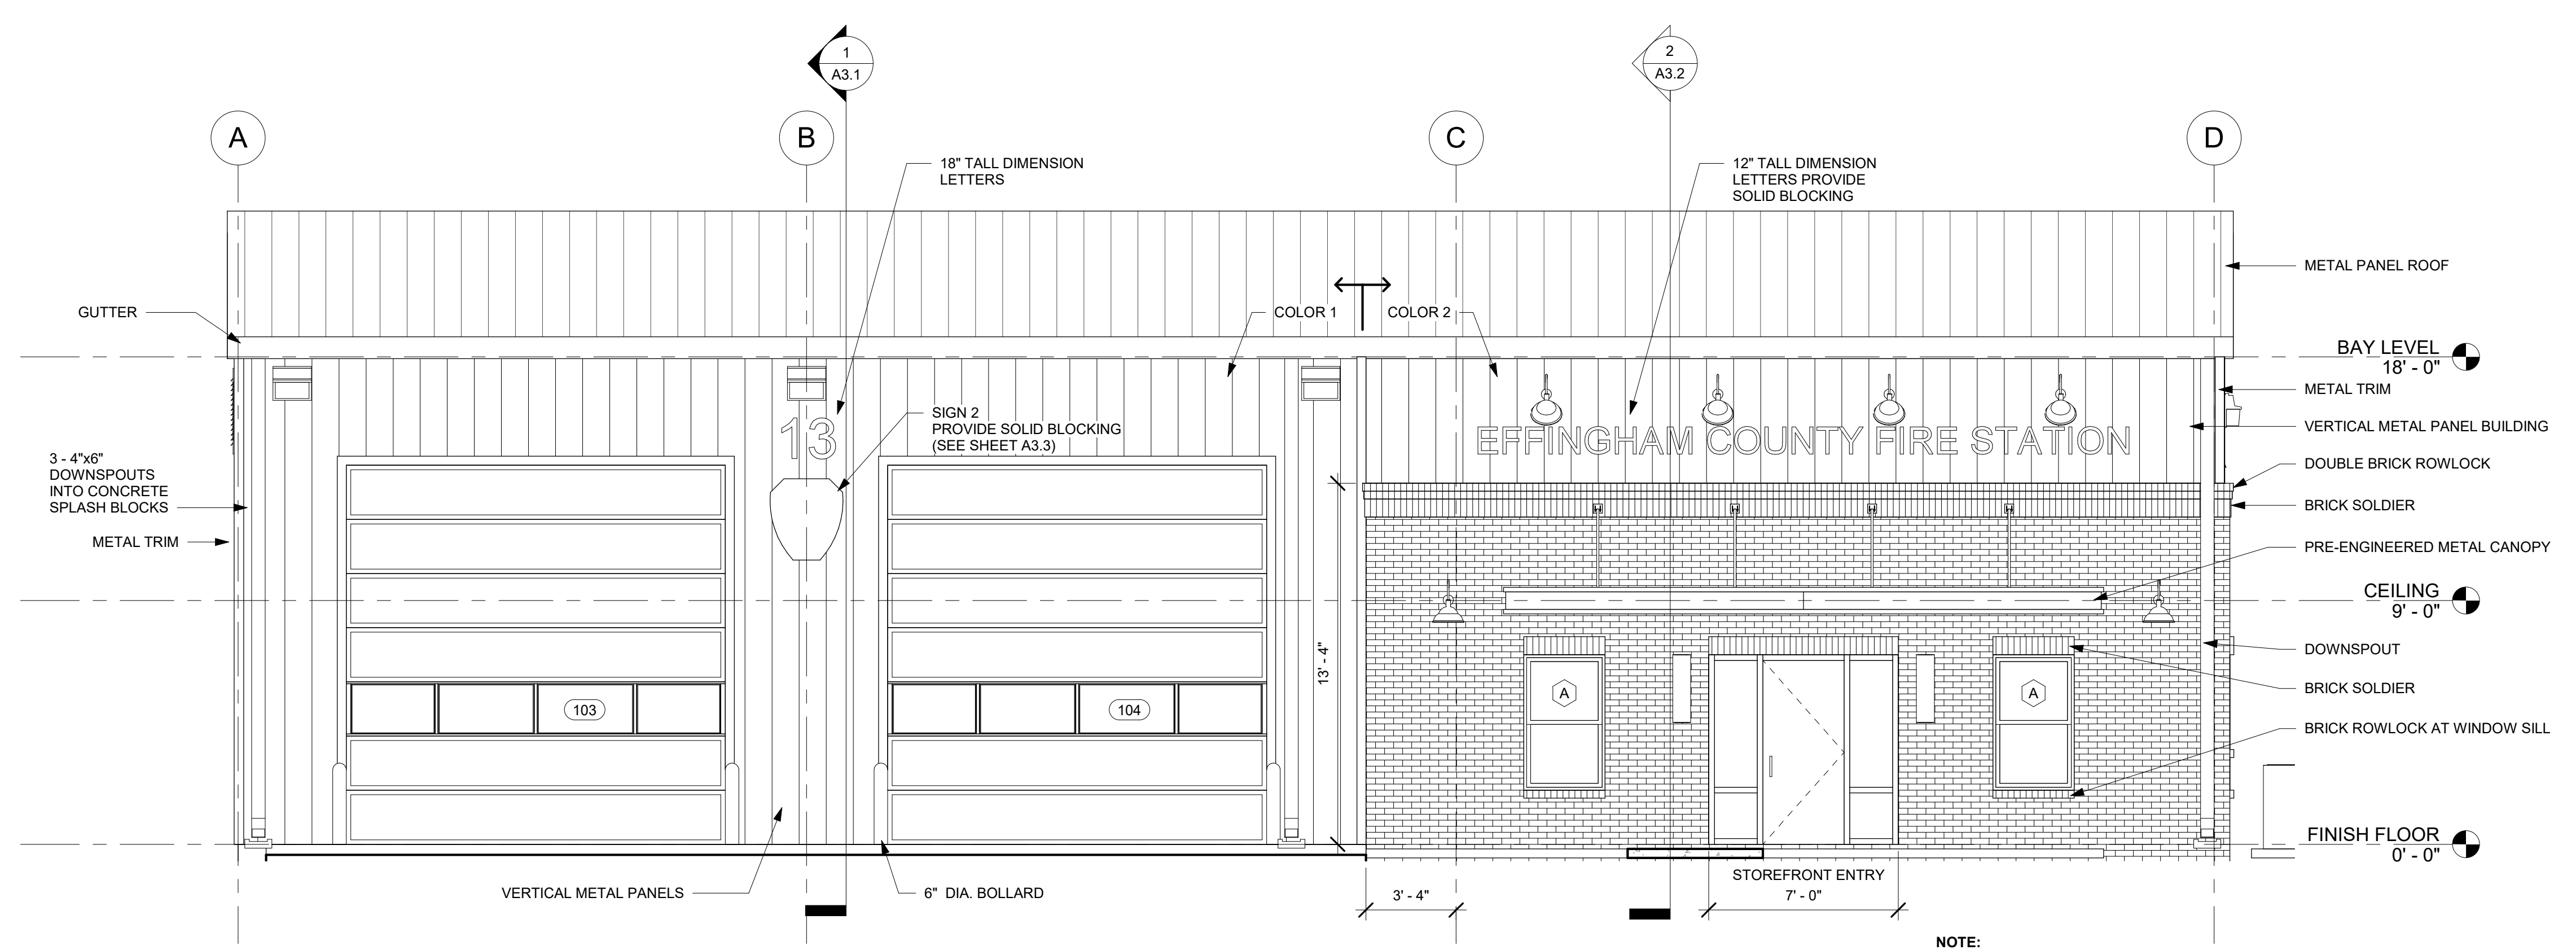 1
A3.1
2
A3.2
A
B
C
D
18" TALL DIMENSION
LETTERS
12" TALL DIMENSION
LETTERS PROVIDE
SOLID BLOCKING
METAL PANEL ROOF
GUTTER
COLOR 1
COLOR 2
BAY LEVEL
18' - 0"
METAL TRIM
SIGN 2
PROVIDE SOLID BLOCKING
(SEE SHEET A3.3)
13
EFFINGHAM COUNTY FIRE STATION
VERTICAL METAL PANEL BUILDING
DOUBLE BRICK ROWLOCK
3 - 4"x6"
DOWNSPOUTS
INTO CONCRETE
SPLASH BLOCKS
BRICK SOLDIER
METAL TRIM
PRE-ENGINEERED METAL CANOPY
CEILING
9' - 0"
13' - 4"
DOWNSPOUT
A
A
BRICK SOLDIER
103
104
BRICK ROWLOCK AT WINDOW SILL
FINISH FLOOR
0' - 0"
VERTICAL METAL PANELS
6" DIA. BOLLARD
STOREFRONT ENTRY
3' - 4"
7' - 0"
NOTE: